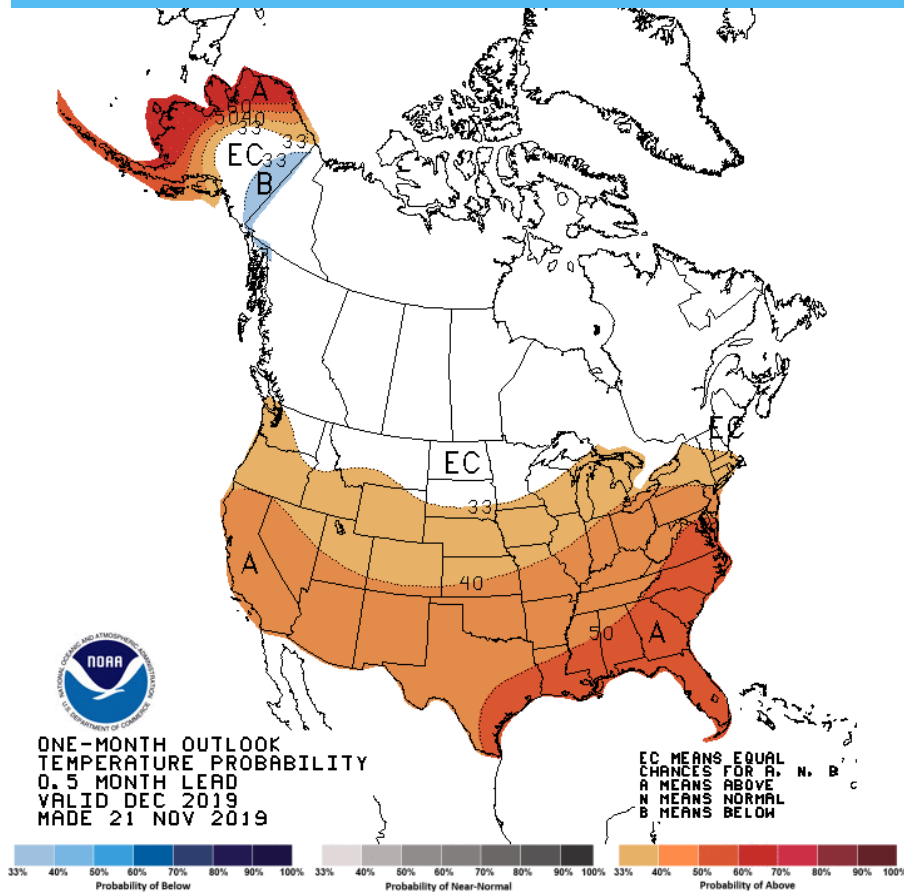 A
60
50 40
33
33
EC
33
B
EC
EC
33
A
40
50
A
NATIONAL OCEANIC AND ATMOSPHERIC ADMINISTRATION
NOAA
U.S. DEPARTMENT OF COMMERCE
ONE-MONTH OUTLOOK
TEMPERATURE PROBABILITY
0.5 MONTH LEAD
VALID DEC 2019
MADE 21 NOV 2019
EC MEANS EQUAL
CHANCES FOR A, N, B
A MEANS ABOVE
N MEANS NORMAL
B MEANS BELOW
33% 40% 50% 60% 70% 80% 90% 100%
Probability of Below
33% 40% 50% 60% 70% 80% 90% 100%
Probability of Near-Normal
33% 40% 50% 60% 70% 80% 90% 100%
Probability of Above